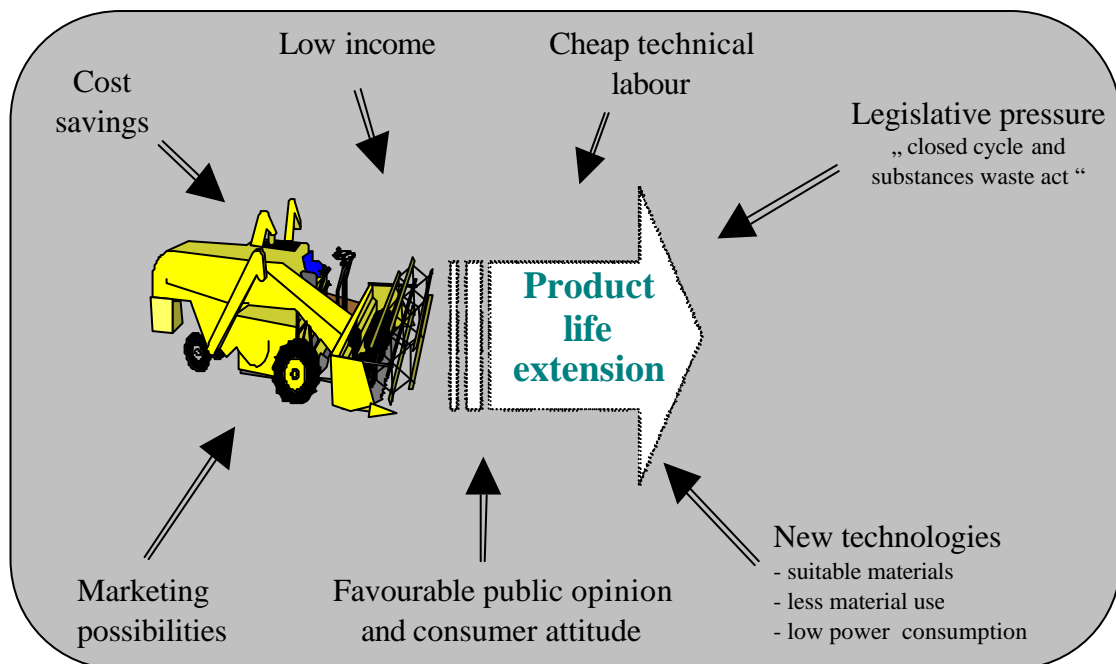 Low income
Cheap technical
labour
Cost
savings
Legislative pressure
„ closed cycle and
substances waste act “
Product
life
extension
New technologies
- suitable materials
- less material use
- low power consumption
Marketing
possibilities
Favourable public opinion
and consumer attitude